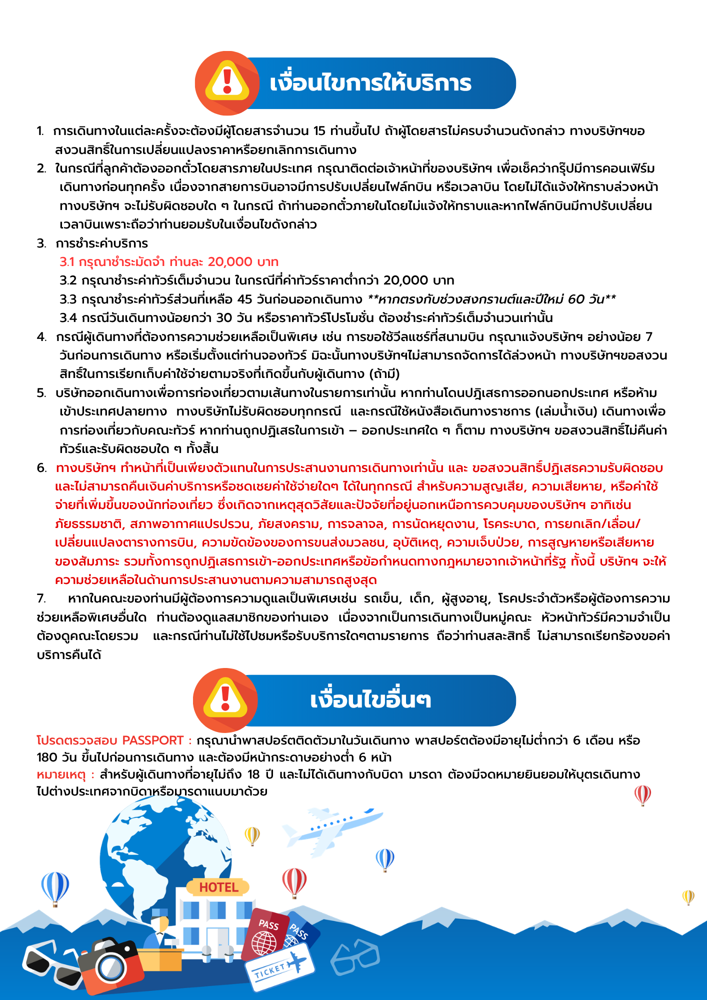 เงื่อนไขการให้บริการ
1. การเดินทางในแต่ละครั้งจะต้องมีผู้โดยสารจำนวน 15 ท่านขึ้นไป ถ้าผู้โดยสารไม่ครบจำนวนดังกล่าว ทางบริษัทฯขอ
สงวนสิทธิ์ในการเปลี่ยนแปลงราคาหรือยกเลิกการเดินทาง
2. ในกรณีที่ลูกค้าต้องออกตั๋วโดยสารภายในประเทศ กรุณาติดต่อเจ้าหน้าที่ของบริษัทฯ เพื่อเช็คว่ากรุ๊ปมีการคอนเฟิร์ม
เดินทางก่อนทุกครั้ง เนื่องจากสายการบินอาจมีการปรับเปลี่ยนไฟล์ทบิน หรือเวลาบิน โดยไม่ได้แจ้งให้ทราบล่วงหน้า
ทางบริษัทฯ จะไม่รับผิดชอบใด ๆ ในกรณี ถ้าท่านออกตั๋วภายในโดยไม่แจ้งให้ทราบและหากไฟล์ทบินมีกาปรับเปลี่ยน
เวลาบินเพราะถือว่าท่านยอมรับในเงื่อนไขดังกล่าว
3. การชำระค่าบริการ
3.1 กรุณาชำระมัดจำ ท่านละ 20,000 บาท
3.2 กรุณาชำระค่าทัวร์เต็มจำนวน ในกรณีที่ค่าทัวร์ราคาต่ำกว่า 20,000 บาท
3.3 กรุณาชำระค่าทัวร์ส่วนที่เหลือ 45 วันก่อนออกเดินทาง **หากตรงกับช่วงสงกรานต์และปีใหม่ 60 วัน**
3.4 กรณีวันเดินทางน้อยกว่า 30 วัน หรือราคาทัวร์โปรโมชั่น ต้องชำระค่าทัวร์เต็มจำนวนเท่านั้น
4. กรณีผู้เดินทางที่ต้องการความช่วยเหลือเป็นพิเศษ เช่น การขอใช้วีลแชร์ที่สนามบิน กรุณาแจ้งบริษัทฯ อย่างน้อย 7
วันก่อนการเดินทาง หรือเริ่มตั้งแต่ท่านจองทัวร์ มิฉะนั้นทางบริษัทฯไม่สามารถจัดการได้ล่วงหน้า ทางบริษัทฯขอสงวน
สิทธิ์ในการเรียกเก็บค่าใช้จ่ายตามจริงที่เกิดขึ้นกับผู้เดินทาง (ถ้ามี)
5. บริษัทออกเดินทางเพื่อการท่องเที่ยวตามเส้นทางในรายการเท่านั้น หากท่านโดนปฎิเสธการออกนอกประเทศ หรือห้าม
เข้าประเทศปลายทาง ทางบริษัทไม่รับผิดชอบทุกกรณี และกรณีใช้หนังสือเดินทางราชการ (เล่มน้ำเงิน) เดินทางเพื่อ
การท่องเที่ยวกับคณะทัวร์ หากท่านถูกปฏิเสธในการเข้า – ออกประเทศใด ๆ ก็ตาม ทางบริษัทฯ ขอสงวนสิทธิ์ไม่คืนค่า
ทัวร์และรับผิดชอบใด ๆ ทั้งสิ้น
6. ทางบริษัทฯ ทำหน้าที่เป็นเพียงตัวแทนในการประสานงานการเดินทางเท่านั้น และ ขอสงวนสิทธิ์ปฏิเสธความรับผิดชอบ
และไม่สามารถคืนเงินค่าบริการหรือชดเชยค่าใช้จ่ายใดๆ ได้ในทุกกรณี สำหรับความสูญเสีย, ความเสียหาย, หรือค่าใช้
จ่ายที่เพิ่มขึ้นของนักท่องเที่ยว ซึ่งเกิดจากเหตุสุดวิสัยและปัจจัยที่อยู่นอกเหนือการควบคุมของบริษัทฯ อาทิเช่น
ภัยธรรมชาติ, สภาพอากาศแปรปรวน, ภัยสงคราม, การจลาจล, การนัดหยุดงาน, โรคระบาด, การยกเลิก/เลื่อน/
เปลี่ยนแปลงตารางการบิน, ความขัดข้องของการขนส่งมวลชน, อุบัติเหตุ, ความเจ็บป่วย, การสูญหายหรือเสียหาย
ของสัมภาระ รวมทั้งการถูกปฏิเสธการเข้า-ออกประเทศหรือข้อกำหนดทางกฎหมายจากเจ้าหน้าที่รัฐ ทั้งนี้ บริษัทฯ จะให้
ความช่วยเหลือในด้านการประสานงานตามความสามารถสูงสุด
7. หากในคณะของท่านมีผู้ต้องการความดูแลเป็นพิเศษเช่น รถเข็น, เด็ก, ผู้สูงอายุ, โรคประจำตัวหรือผู้ต้องการความ
ช่วยเหลือพิเศษอื่นใด ท่านต้องดูแลสมาชิกของท่านเอง เนื่องจากเป็นการเดินทางเป็นหมู่คณะ หัวหน้าทัวร์มีความจำเป็น
ต้องดูคณะโดยรวม และกรณีท่านไม่ใช้ไปชมหรือรับบริการใดๆตามรายการ ถือว่าท่านสละสิทธิ์ ไม่สามารถเรียกร้องขอค่า
บริการคืนได้
เงื่อนไขอื่นๆ
โปรดตรวจสอบ PASSPORT : กรุณานำพาสปอร์ตติดตัวมาในวันเดินทาง พาสปอร์ตต้องมีอายุไม่ต่ำกว่า 6 เดือน หรือ
180 วัน ขึ้นไปก่อนการเดินทาง และต้องมีหน้ากระดาษอย่างต่ำ 6 หน้า
หมายเหตุ : สำหรับผู้เดินทางที่อายุไม่ถึง 18 ปี และไม่ได้เดินทางกับบิดา มารดา ต้องมีจดหมายยินยอมให้บุตรเดินทาง
ไปต่างประเทศจากบิดาหรือมารดาแนบมาด้วย
HOTEL
PASS
PASS
TICKET